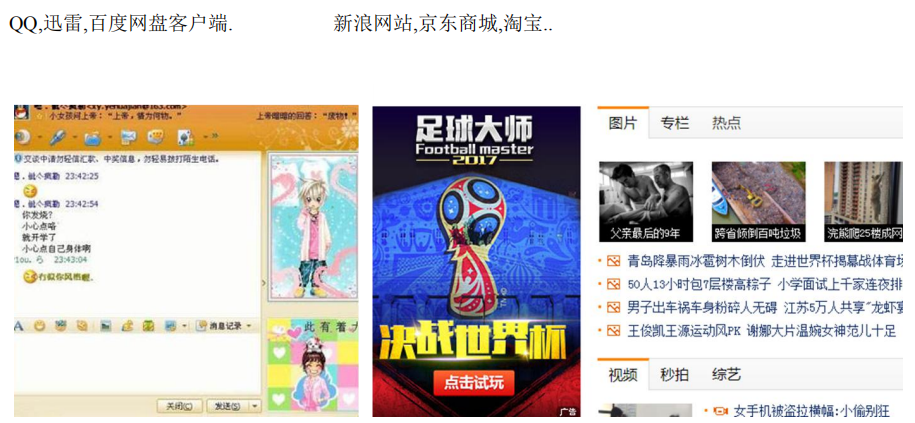 QQ,迅雷,百度网盘客户端.
新浪网站,京东商城,淘宝..
小女孩问上帝:“上帝,情为何物。”
上帝嘟嘟的回答:“废物!”
交谈中请勿轻信汇款、中奖信息,勿轻易拨打陌生电话。
23:42:25
23:42:54
你发烧?
小心点咯
就开学了
小心点自己身体啊
23:43:04
消息记录
关闭(C)
发送(S)
此有着
足球大师
Football master
2017
决战世界杯
点击试玩
广告
图片
专栏
热点
父亲最后的9年
跨省倾倒百吨垃圾
浣熊爬25楼成网
青岛降暴雨冰雹树木倒伏 走进世界杯揭幕战体育场
50人13小时包7层楼高粽子 小学面试上千家连夜排
男子出车祸车身粉碎人无碍 江苏5万人共享“龙虾宴
王俊凯王源运动风PK 谢娜大片温婉女神范儿十足
视频
秒拍
综艺
女手机被盗拉横幅:小偷别狂